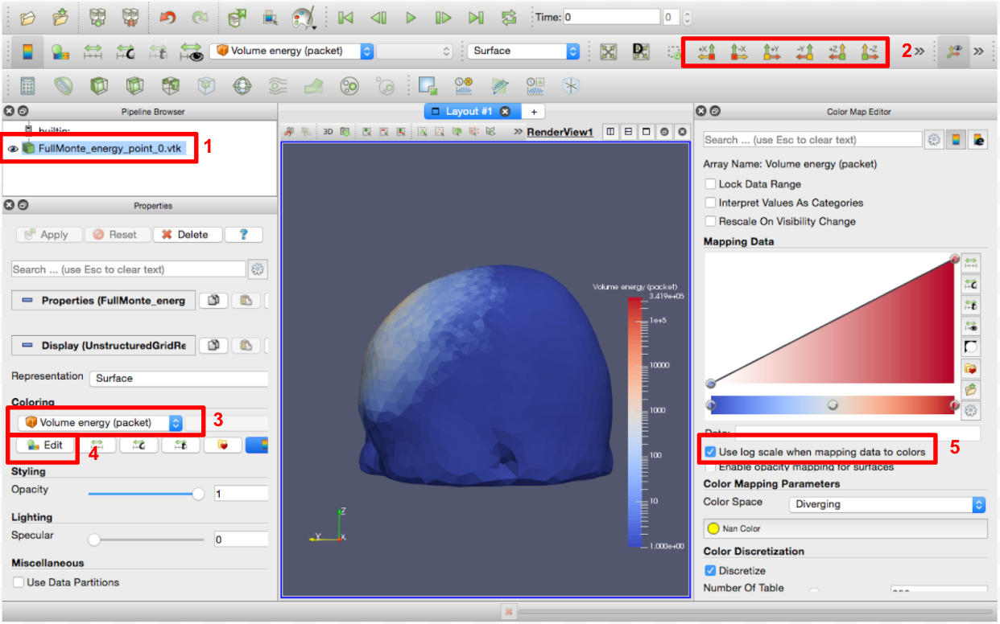 Time: 0 0
Volume energy (packet) Surface D +X -X +Y -Y +Z -Z 2 »
»
Pipeline Browser
builtin:
FullMonte_energy_point_0.vtk
1
Properties
Apply Reset Delete ?
Search ... (use Esc to clear text)
Properties (FullMonte_energ
Display (UnstructuredGridRe
Representation Surface
Coloring
Volume energy (packet) 3
Edit 4
Styling
Opacity 1
Lighting
Specular 0
Miscellaneous
Use Data Partitions
Layout #1 +
3D » RenderView1
Volume energy (packet)
3.419e+05
1e+5
10000
1000
100
10
1.000e+00
Z
Y X
Color Map Editor
Search ... (use Esc to clear text)
Array Name: Volume energy (packet)
Lock Data Range
Interpret Values As Categories
Rescale On Visibility Change
Mapping Data
Data:
Use log scale when mapping data to colors 5
Enable opacity mapping for surfaces
Color Mapping Parameters
Color Space Diverging
Nan Color
Color Discretization
Discretize
Number Of Table